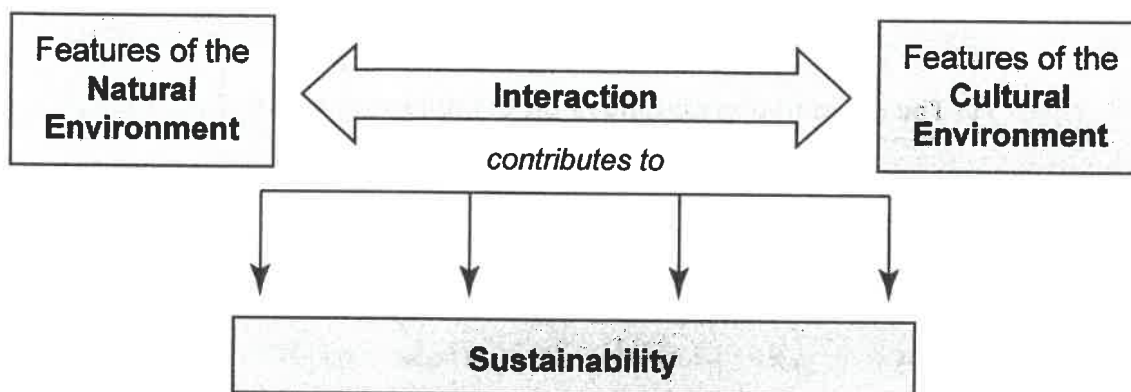 Features of the
Natural
Environment
Interaction
contributes to
Features of the
Cultural
Environment
Sustainability